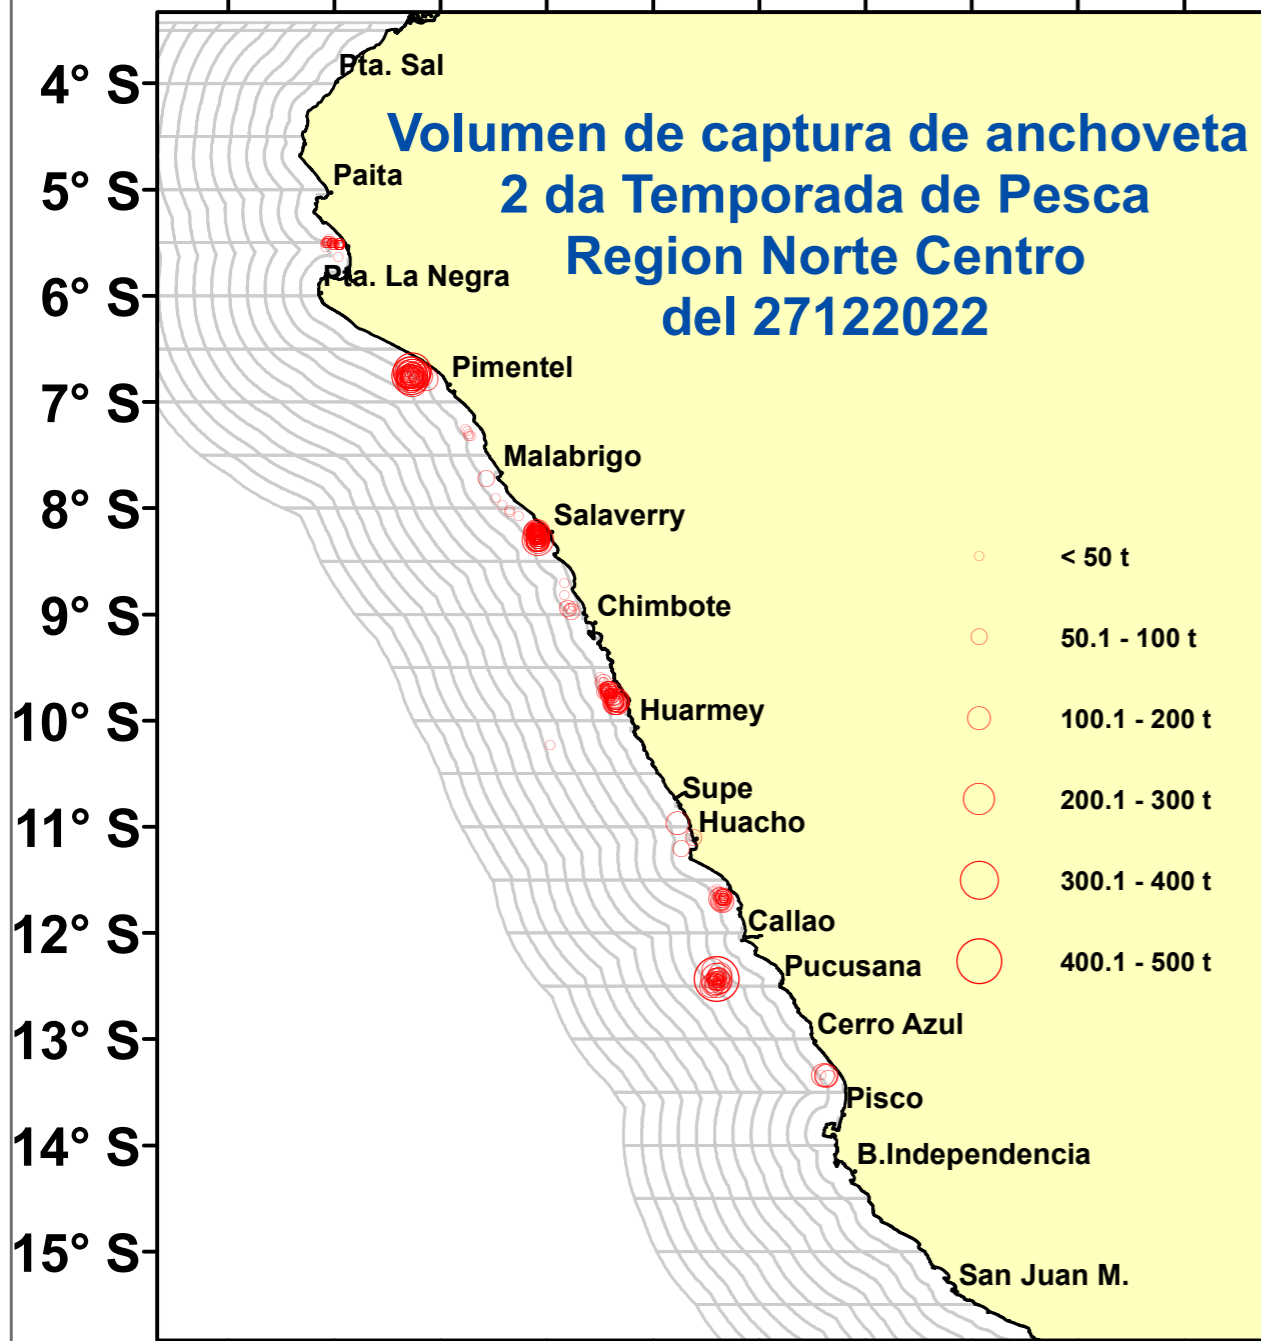 Volumen de captura de anchoveta
2 da Temporada de Pesca
Region Norte Centro
del 27122022
4° S
5° S
6° S
7° S
8° S
9° S
10° S
11° S
12° S
13° S
14° S
15° S
Pta. Sal
Paita
Pta. La Negra
Pimentel
Malabrigo
Salaverry
Chimbote
Huarmey
Supe
Huacho
Callao
Pucusana
Cerro Azul
Pisco
B.Independencia
San Juan M.
< 50 t
50.1 - 100 t
100.1 - 200 t
200.1 - 300 t
300.1 - 400 t
400.1 - 500 t